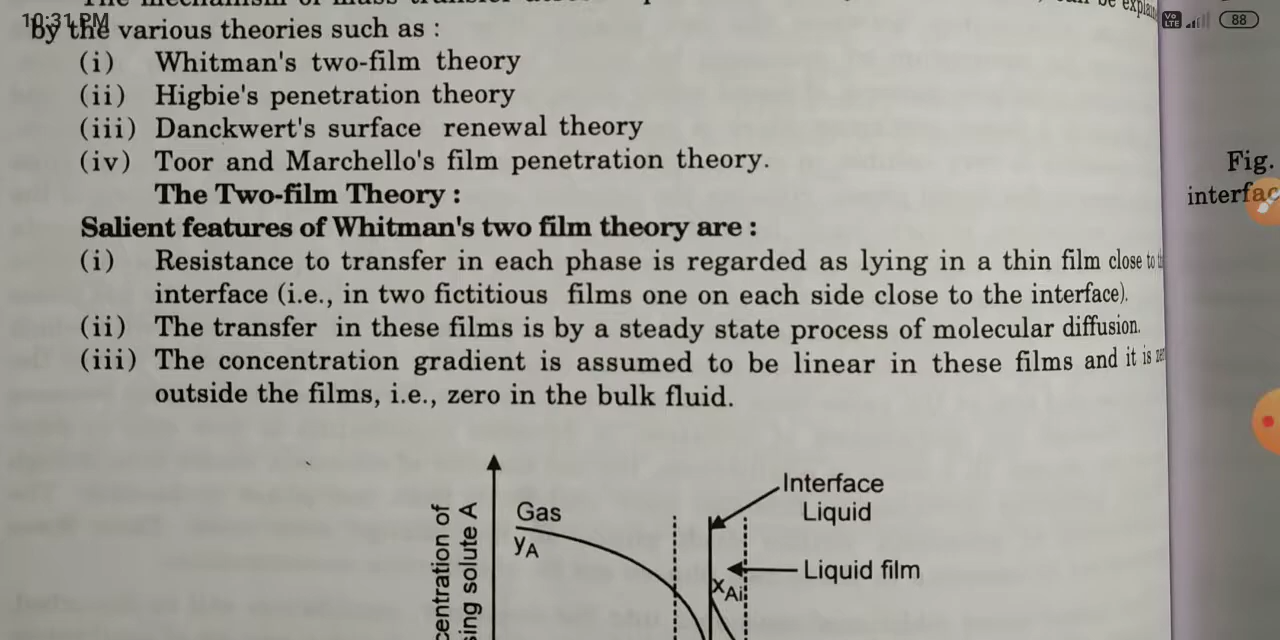 10:31 PM
88
by the various theories such as :
(i) Whitman's two-film theory
(ii) Higbie's penetration theory
(iii) Danckwert's surface renewal theory
(iv) Toor and Marchello's film penetration theory.
The Two-film Theory :
Salient features of Whitman's two film theory are :
(i) Resistance to transfer in each phase is regarded as lying in a thin film close to
interface (i.e., in two fictitious films one on each side close to the interface).
(ii) The transfer in these films is by a steady state process of molecular diffusion.
(iii) The concentration gradient is assumed to be linear in these films and it is
outside the films, i.e., zero in the bulk fluid.
Interface
Liquid
Gas
yA
Liquid film
xAi
solute A
Fig.